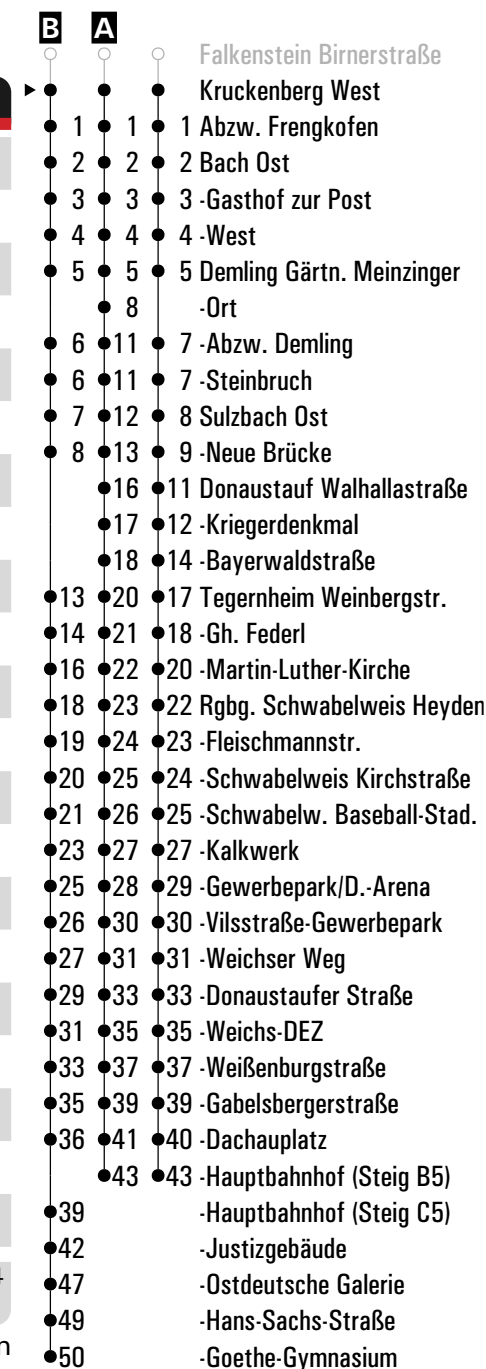 B A
Falkenstein Birnerstraße
Kruckenberg West
1 1 1 Abzw. Frengkofen
2 2 2 Bach Ost
3 3 3 -Gasthof zur Post
4 4 4 -West
5 5 5 Demling Gärtn. Meinzinger
8 -Ort
6 11 7 -Abzw. Demling
6 11 7 -Steinbruch
7 12 8 Sulzbach Ost
8 13 9 -Neue Brücke
16 11 Donaustauf Walhallastraße
17 12 -Kriegerdenkmal
18 14 -Bayerwaldstraße
13 20 17 Tegernheim Weinbergstr.
14 21 18 -Gh. Federl
16 22 20 -Martin-Luther-Kirche
18 23 22 Rgbg. Schwabelweis Heyden
19 24 23 -Fleischmannstr.
20 25 24 -Schwabelweis Kirchstraße
21 26 25 -Schwabelw. Baseball-Stad.
23 27 27 -Kalkwerk
25 28 29 -Gewerbepark/D.-Arena
26 30 30 -Vilsstraße-Gewerbepark
27 31 31 -Weichser Weg
29 33 33 -Donaustaufer Straße
31 35 35 -Weichs-DEZ
33 37 37 -Weißenburgstraße
35 39 39 -Gabelsbergerstraße
36 41 40 -Dachauplatz
43 43 -Hauptbahnhof (Steig B5)
39 -Hauptbahnhof (Steig C5)
42 -Justizgebäude
47 -Ostdeutsche Galerie
49 -Hans-Sachs-Straße
50 -Goethe-Gymnasium